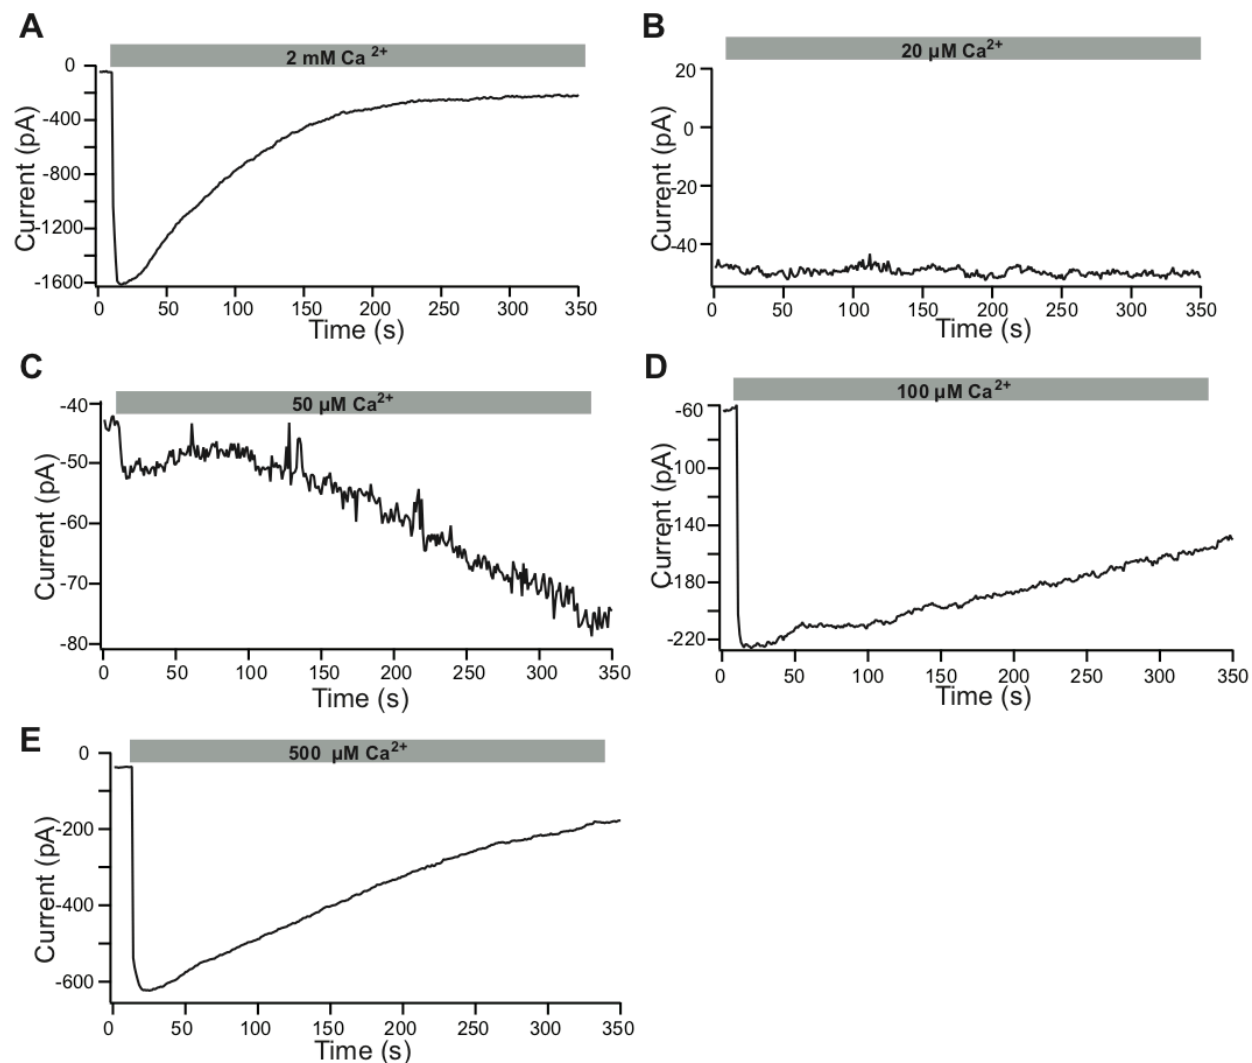 A
2 mM Ca 2+
0
-400
-800
-1200
-1600
Current (pA)
0 50 100 150 200 250 300 350
Time (s)
B
20 µM Ca2+
20
0
-20
-40
Current (pA)
0 50 100 150 200 250 300 350
Time (s)
C
50 µM Ca2+
-40
-50
-60
-70
-80
Current (pA)
0 50 100 150 200 250 300 350
Time (s)
D
100 µM Ca2+
-60
-100
-140
-180
-220
Current (pA)
0 50 100 150 200 250 300 350
Time (s)
E
500 µM Ca2+
0
-200
-400
-600
Current (pA)
0 50 100 150 200 250 300 350
Time (s)